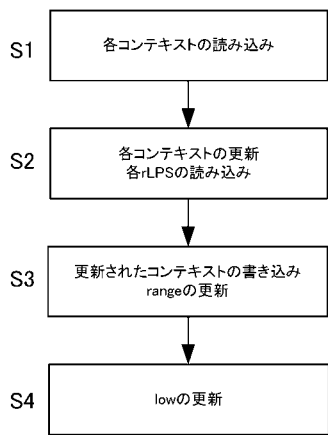 S1
各コンテキストの読み込み
S2
各コンテキストの更新
各rLPSの読み込み
S3
更新されたコンテキストの書き込み
rangeの更新
S4
lowの更新